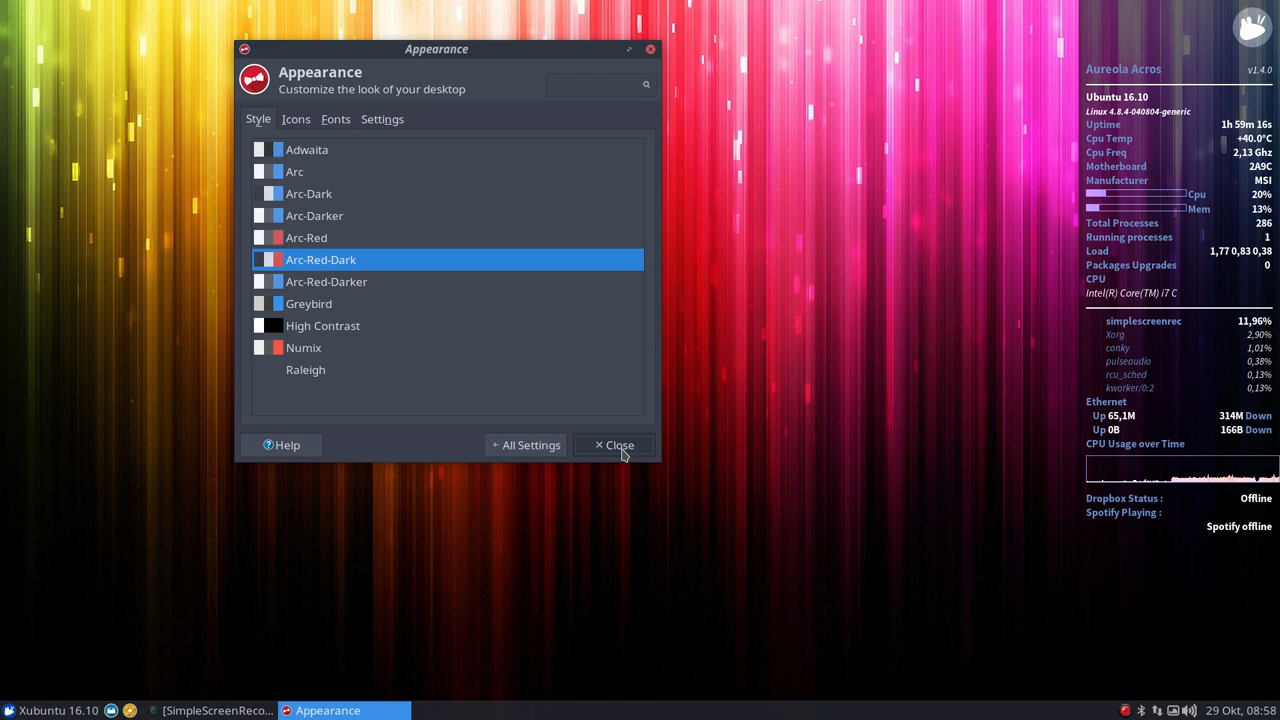 Appearance
Appearance
Customize the look of your desktop
Style Icons Fonts Settings
Adwaita
Arc
Arc-Dark
Arc-Darker
Arc-Red
Arc-Red-Dark
Arc-Red-Darker
Greybird
High Contrast
Numix
Raleigh
Help All Settings Close
Aureola Acros v1.4.0
Ubuntu 16.10
Linux 4.8.4-040804-generic
Uptime 1h 59m 16s
Cpu Temp +40.0°C
Cpu Freq 2,13 Ghz
Motherboard 2A9C
Manufacturer MSI
Cpu 20%
Mem 13%
Total Processes 286
Running processes 1
Load 1,77 0,83 0,38
Packages Upgrades 0
CPU
Intel(R) Core(TM) i7 C
simplescreenrec 11,96%
Xorg 2,90%
conky 1,01%
pulseaudio 0,38%
rcu_sched 0,13%
kworker/0:2 0,13%
Ethernet
Up 65,1M 314M Down
Up 0B 166B Down
CPU Usage over Time
Dropbox Status : Offline
Spotify Playing :
Spotify offline
Xubuntu 16.10 [SimpleScreenReco... Appearance 29 Okt, 08:58